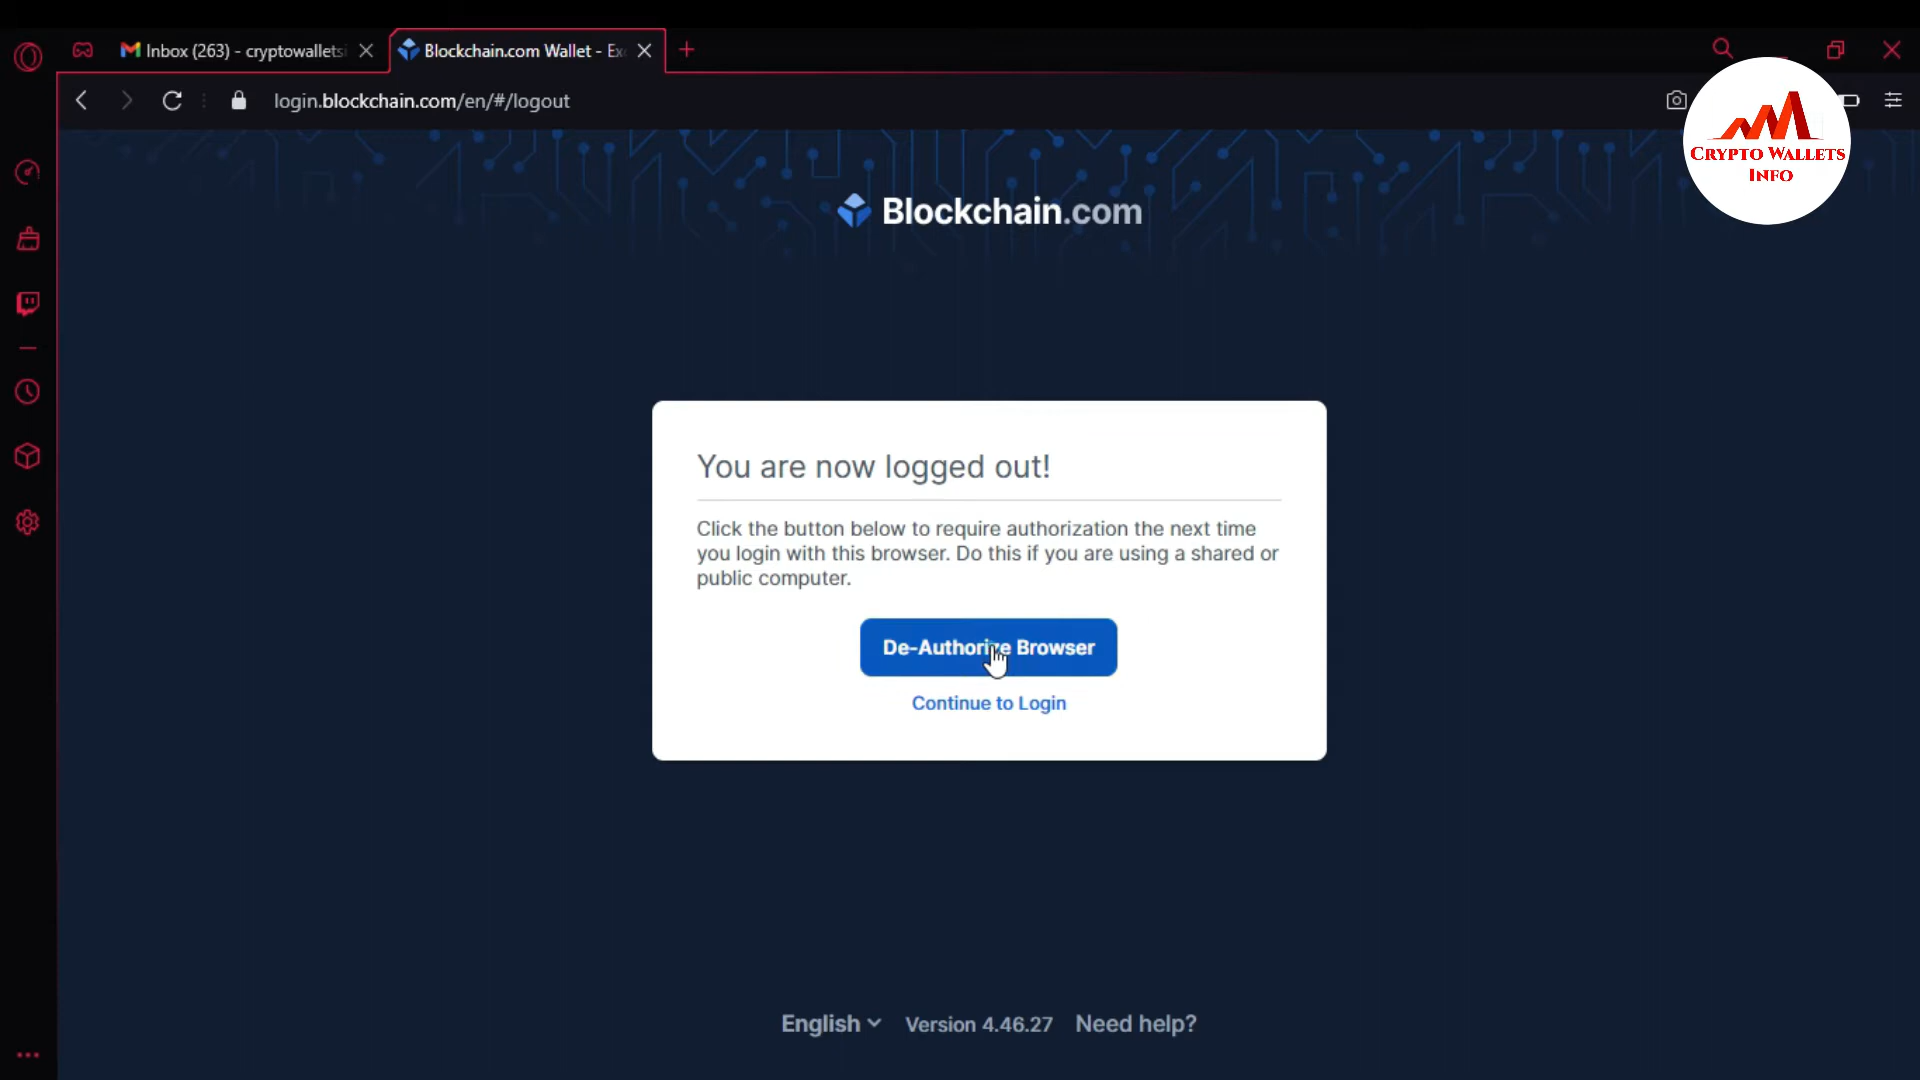 Inbox (263) - cryptowallets
Blockchain.com Wallet - Ex
login.blockchain.com/en/#/logout
CRYPTO WALLETS
INFO
Blockchain.com
You are now logged out!
Click the button below to require authorization the next time
you login with this browser. Do this if you are using a shared or
public computer.
De-Authorize Browser
Continue to Login
English
Version 4.46.27
Need help?